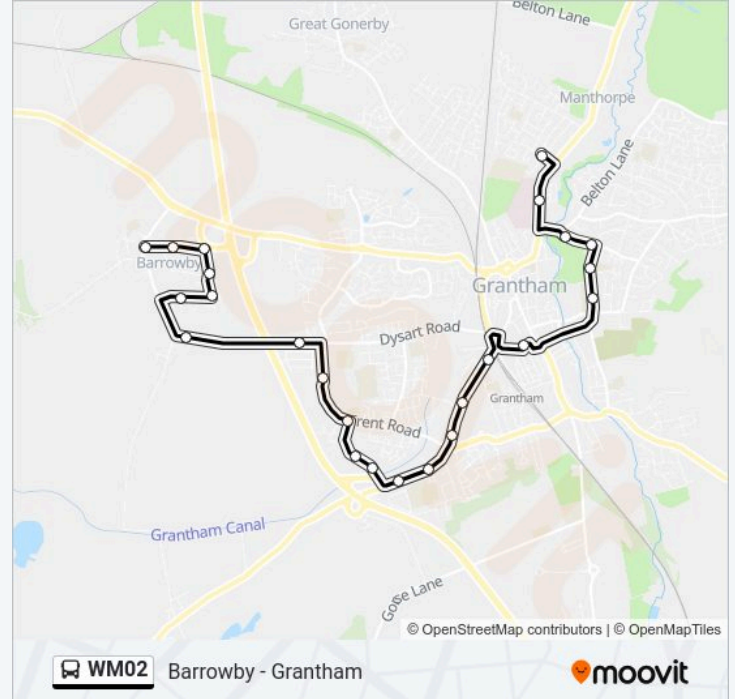 Belton Lane
Great Gonerby
Manthorpe
Belton Lane
Barrowby
Grantham
Dysart Road
Grantham
Trent Road
Grantham Canal
Gorse Lane
© OpenStreetMap contributors | © OpenMapTiles
WM02 Barrowby - Grantham
moovit